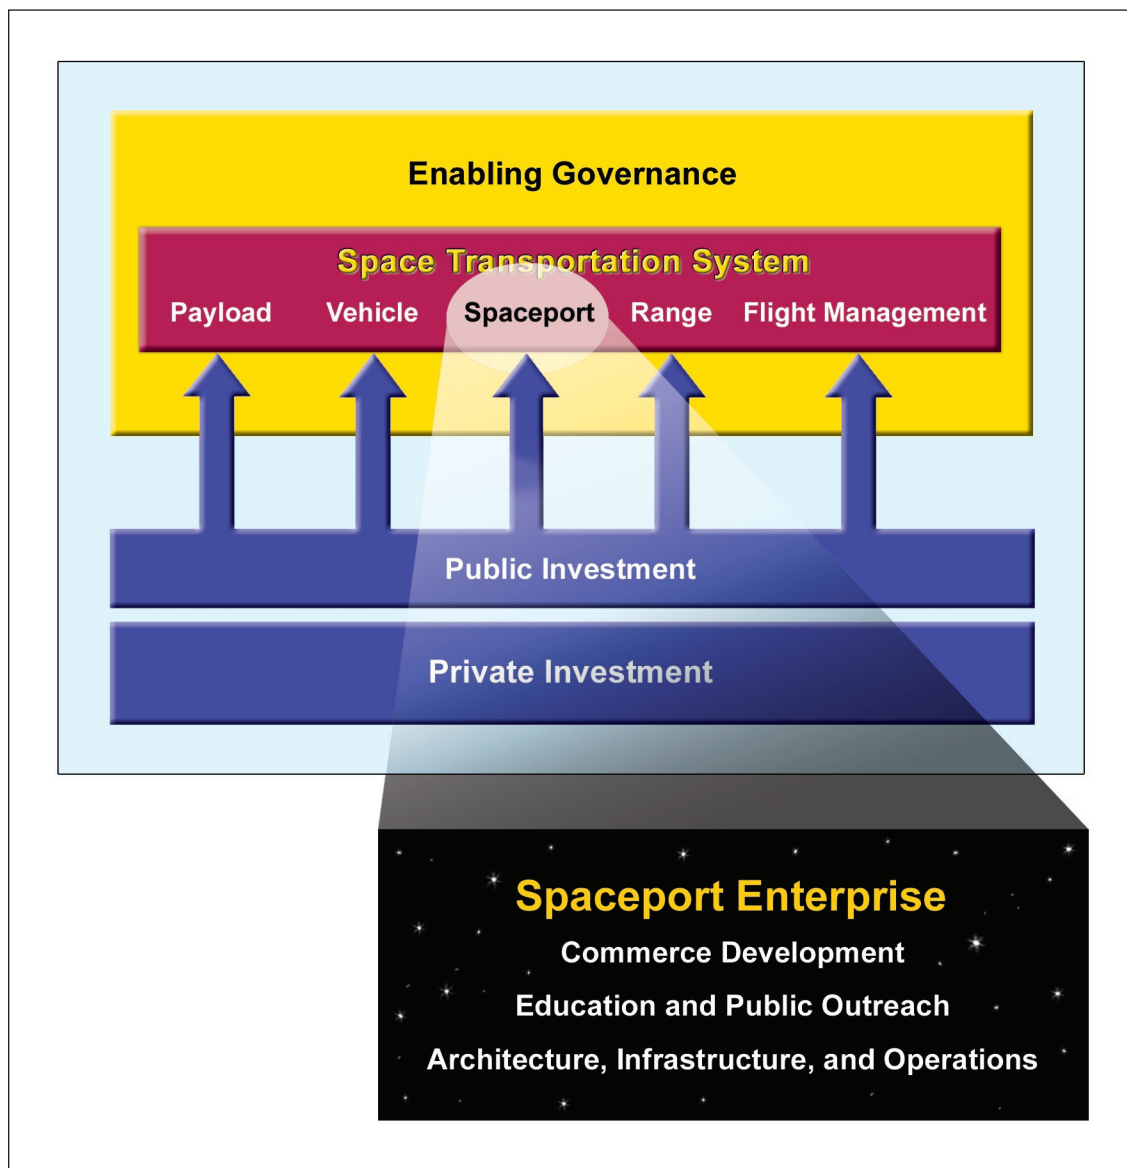 Enabling Governance
Space Transportation System
Payload Vehicle Spaceport Range Flight Management
Public Investment
Private Investment
Spaceport Enterprise
Commerce Development
Education and Public Outreach
Architecture, Infrastructure, and Operations